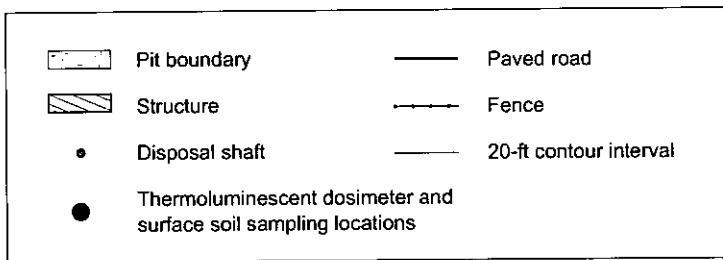 Pit boundary
Paved road
Structure
Fence
Disposal shaft
20-ft contour interval
Thermoluminescent dosimeter and
surface soil sampling locations